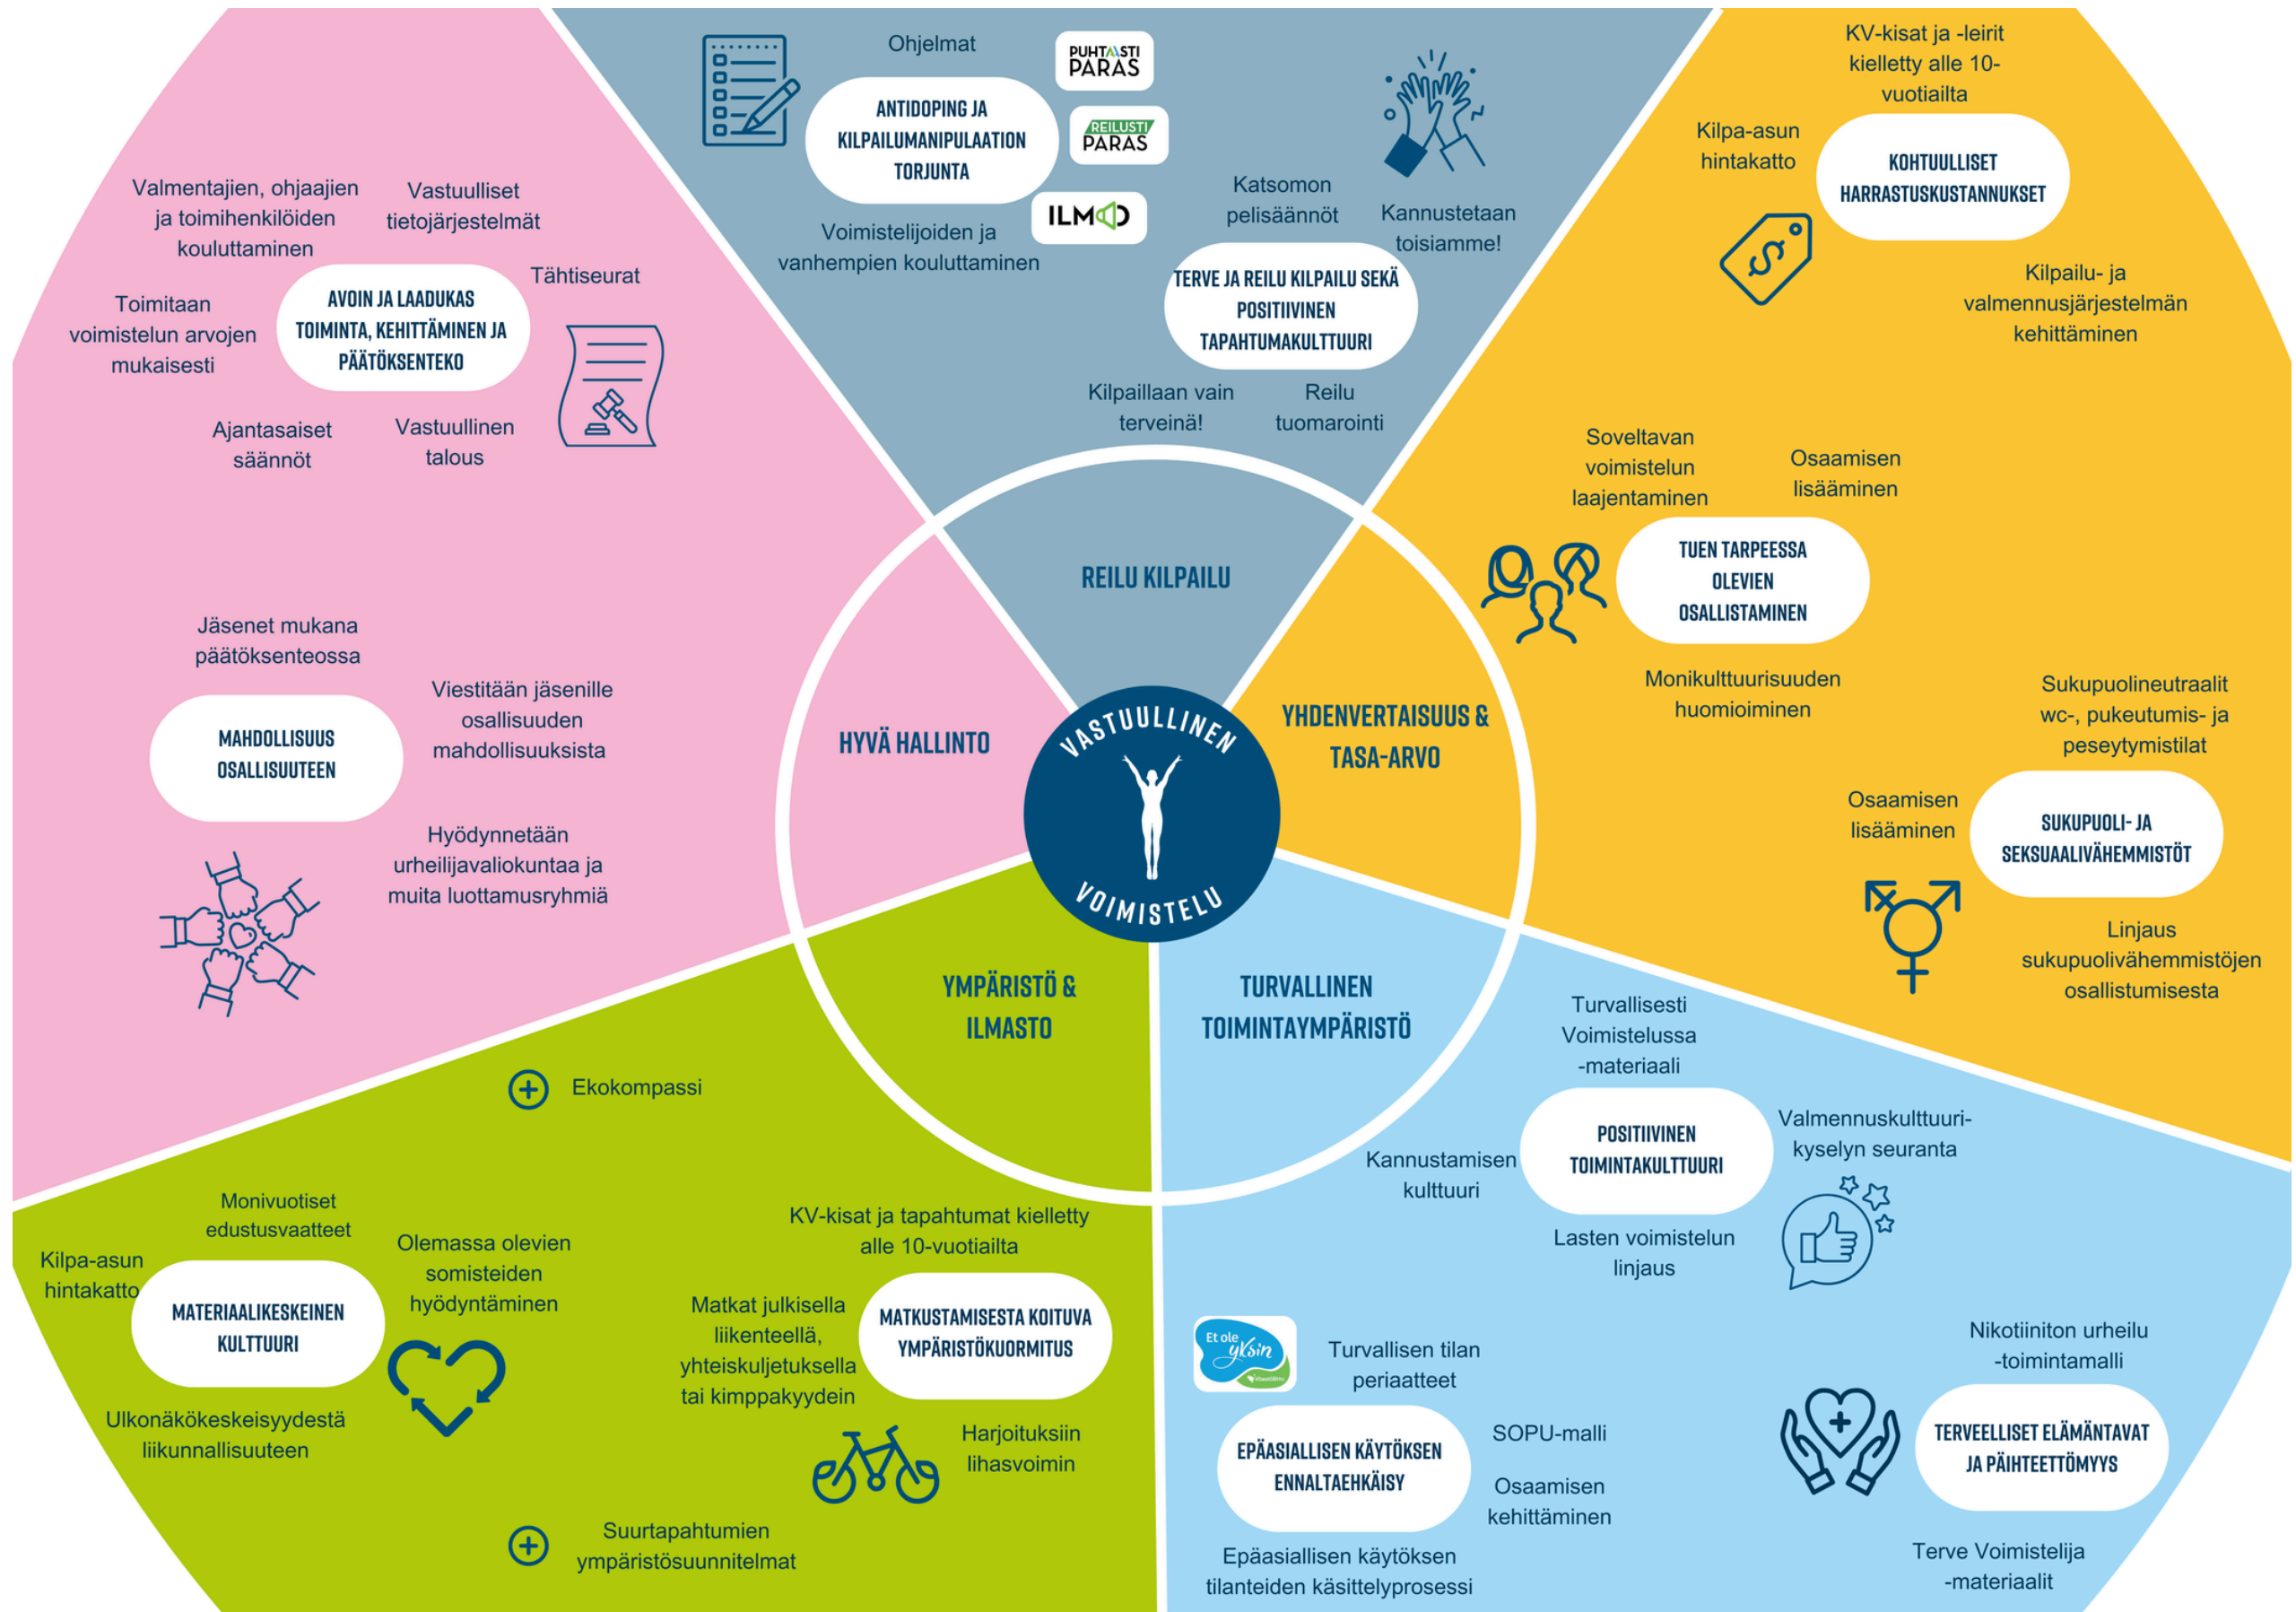 Ohjelmat
PUHTAASTI
PARAS
ANTIDOPING JA
KILPAILUMANIPULAATION
TORJUNTA
REILUSTI
PARAS
ILMO
Voimistelijoiden ja
vanhempien kouluttaminen
Katsomon
pelisäännöt
Kannustetaan
toisiamme!
TERVE JA REILU KILPAILU SEKÄ
POSITIIVINEN
TAPAHTUMAKULTTUURI
Kilpaillaan vain
terveinä!
Reilu
tuomarointi
REILU KILPAILU
KV-kisat ja -leirit
kielletty alle 10-
vuotiailta
Kilpa-asun
hintakatto
KOHTUULLISET
HARRASTUSKUSTANNUKSET
Kilpailu- ja
valmennusjärjestelmän
kehittäminen
Soveltavan
voimistelun
laajentaminen
Osaamisen
lisääminen
TUEN TARPEESSA
OLEVIEN
OSALLISTAMINEN
Monikulttuurisuuden
huomioiminen
Sukupuolineutraalit
wc-, pukeutumis- ja
peseytymistilat
Osaamisen
lisääminen
SUKUPUOLI- JA
SEKSUAALIVÄHEMMISTÖT
Linjaus
sukupuolivähemmistöjen
osallistumisesta
YHDENVERTAISUUS &
TASA-ARVO
Valmentajien, ohjaajien
ja toimihenkilöiden
kouluttaminen
Vastuulliset
tietojärjestelmät
Tähtiseurat
Toimitaan
voimistelun arvojen
mukaisesti
AVOIN JA LAADUKAS
TOIMINTA, KEHITTÄMINEN JA
PÄÄTÖKSENTEKO
Ajantasaiset
säännöt
Vastuullinen
talous
Jäsenet mukana
päätöksenteossa
Viestitään jäsenille
osallisuuden
mahdollisuuksista
MAHDOLLISUUS
OSALLISUUTEEN
Hyödynnetään
urheilijavaliokuntaa ja
muita luottamusryhmiä
HYVÄ HALLINTO
VASTUULLINEN
VOIMISTELU
YMPÄRISTÖ &
ILMASTO
Ekokompassi
Monivuotiset
edustusvaatteet
Kilpa-asun
hintakatto
Olemassa olevien
somisteiden
hyödyntäminen
MATERIAALIKESKEINEN
KULTTUURI
Ulkonäkökeskeisyydestä
liikunnallisuuteen
KV-kisat ja tapahtumat kielletty
alle 10-vuotiailta
Matkat julkisella
liikenteellä,
yhteiskuljetuksella
tai kimppakyydein
MATKUSTAMISESTA KOITUVA
YMPÄRISTÖKUORMITUS
Harjoituksiin
lihasvoimin
Suurtapahtumien
ympäristösuunnitelmat
TURVALLINEN
TOIMINTAYMPÄRISTÖ
Turvallisesti
Voimistelussa
-materiaali
Kannustamisen
kulttuuri
POSITIIVINEN
TOIMINTAKULTTUURI
Valmennuskulttuuri-
kyselyn seuranta
Lasten voimistelun
linjaus
Et ole
yksin
Turvallisen tilan
periaatteet
EPÄASIALLISEN KÄYTÖKSEN
ENNALTAEHKÄISY
SOPU-malli
Osaamisen
kehittäminen
Epäasiallisen käytöksen
tilanteiden käsittelyprosessi
Nikotiiniton urheilu
-toimintamalli
TERVEELLISET ELÄMÄNTAVAT
JA PÄIHTEETTÖMYYS
Terve Voimistelija
-materiaalit